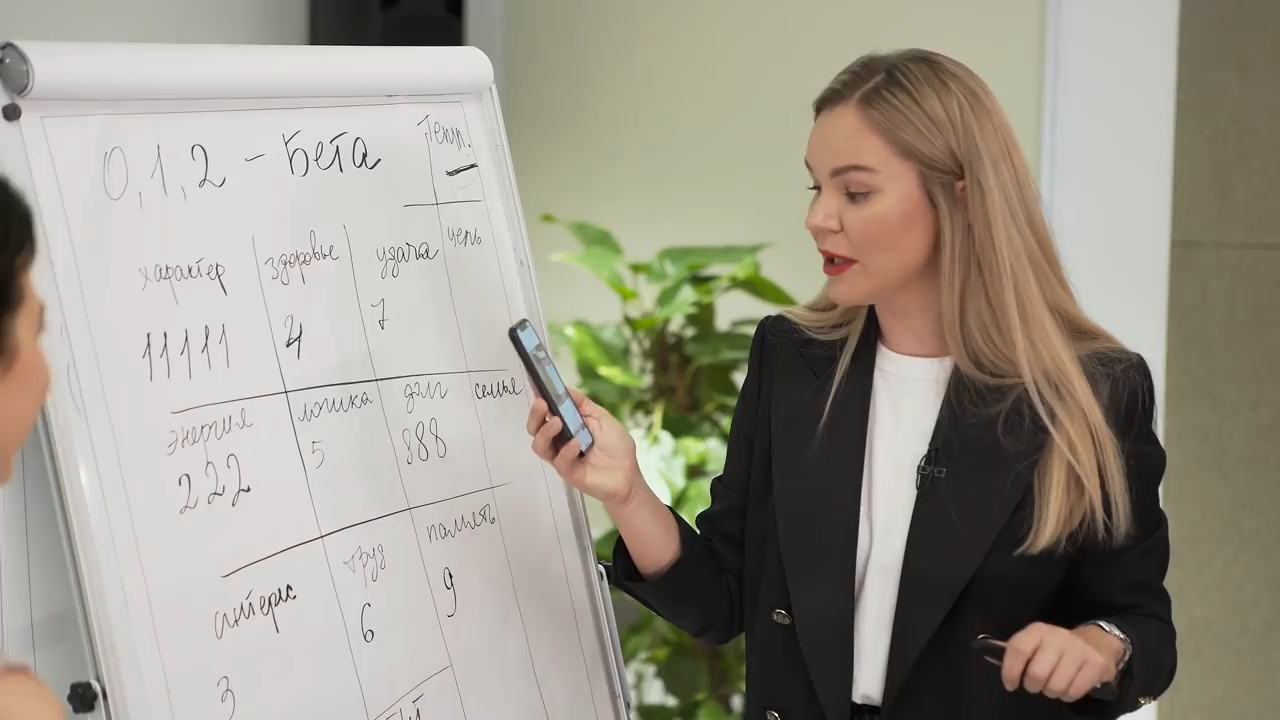 0,1,2 – Бета
Темп.
характер здоровье удача цель
11111 4 7
энергия логика долг семья
222 5 888
интерес труд память
3 6 9